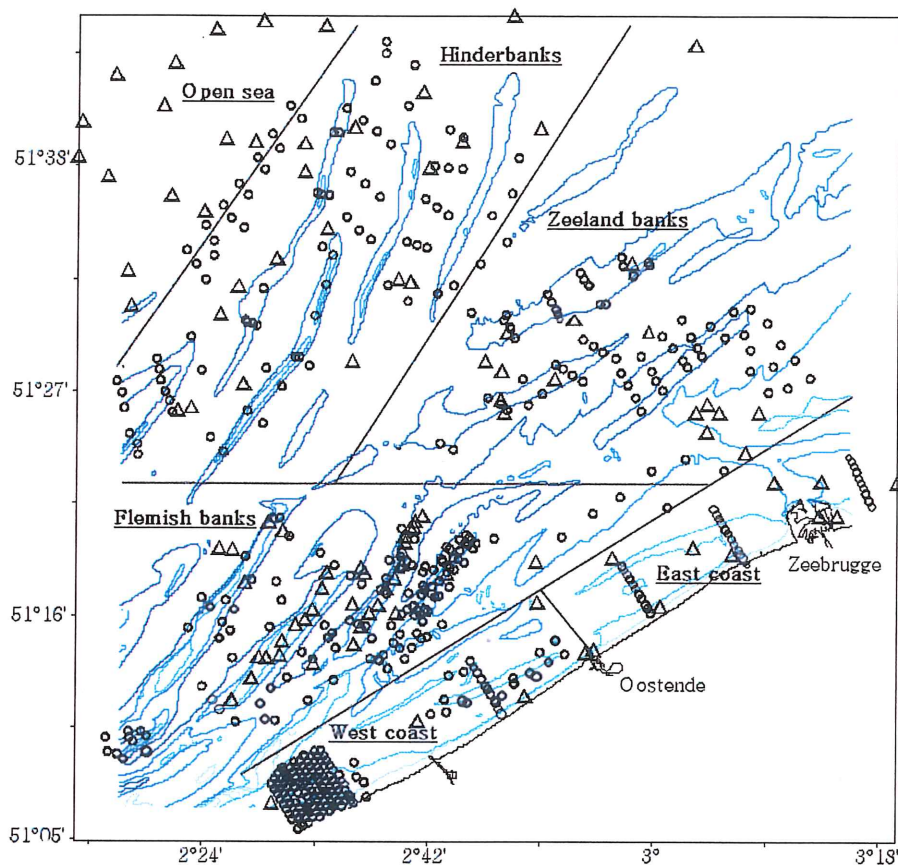 Hinderbanks
Open sea
51°33'
Zeeland banks
51°27'
Flemish banks
Zeebrugge
East coast
51°16'
Oostende
West coast
51°05'
2°24'
2°42'
3°
3°18'